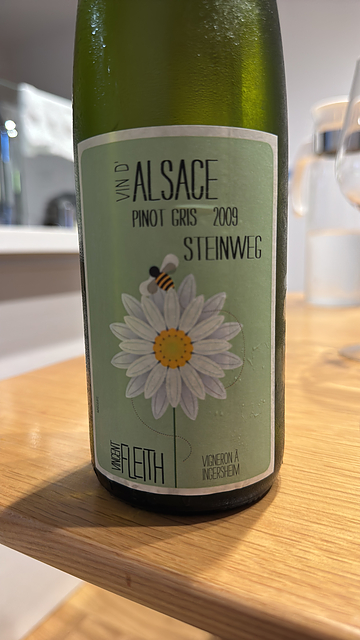 VIN D'
ALSACE
PINOT GRIS 2009
STEINWEG
VINCENT
FLEITH
VIGNERON À
INGERSHEIM